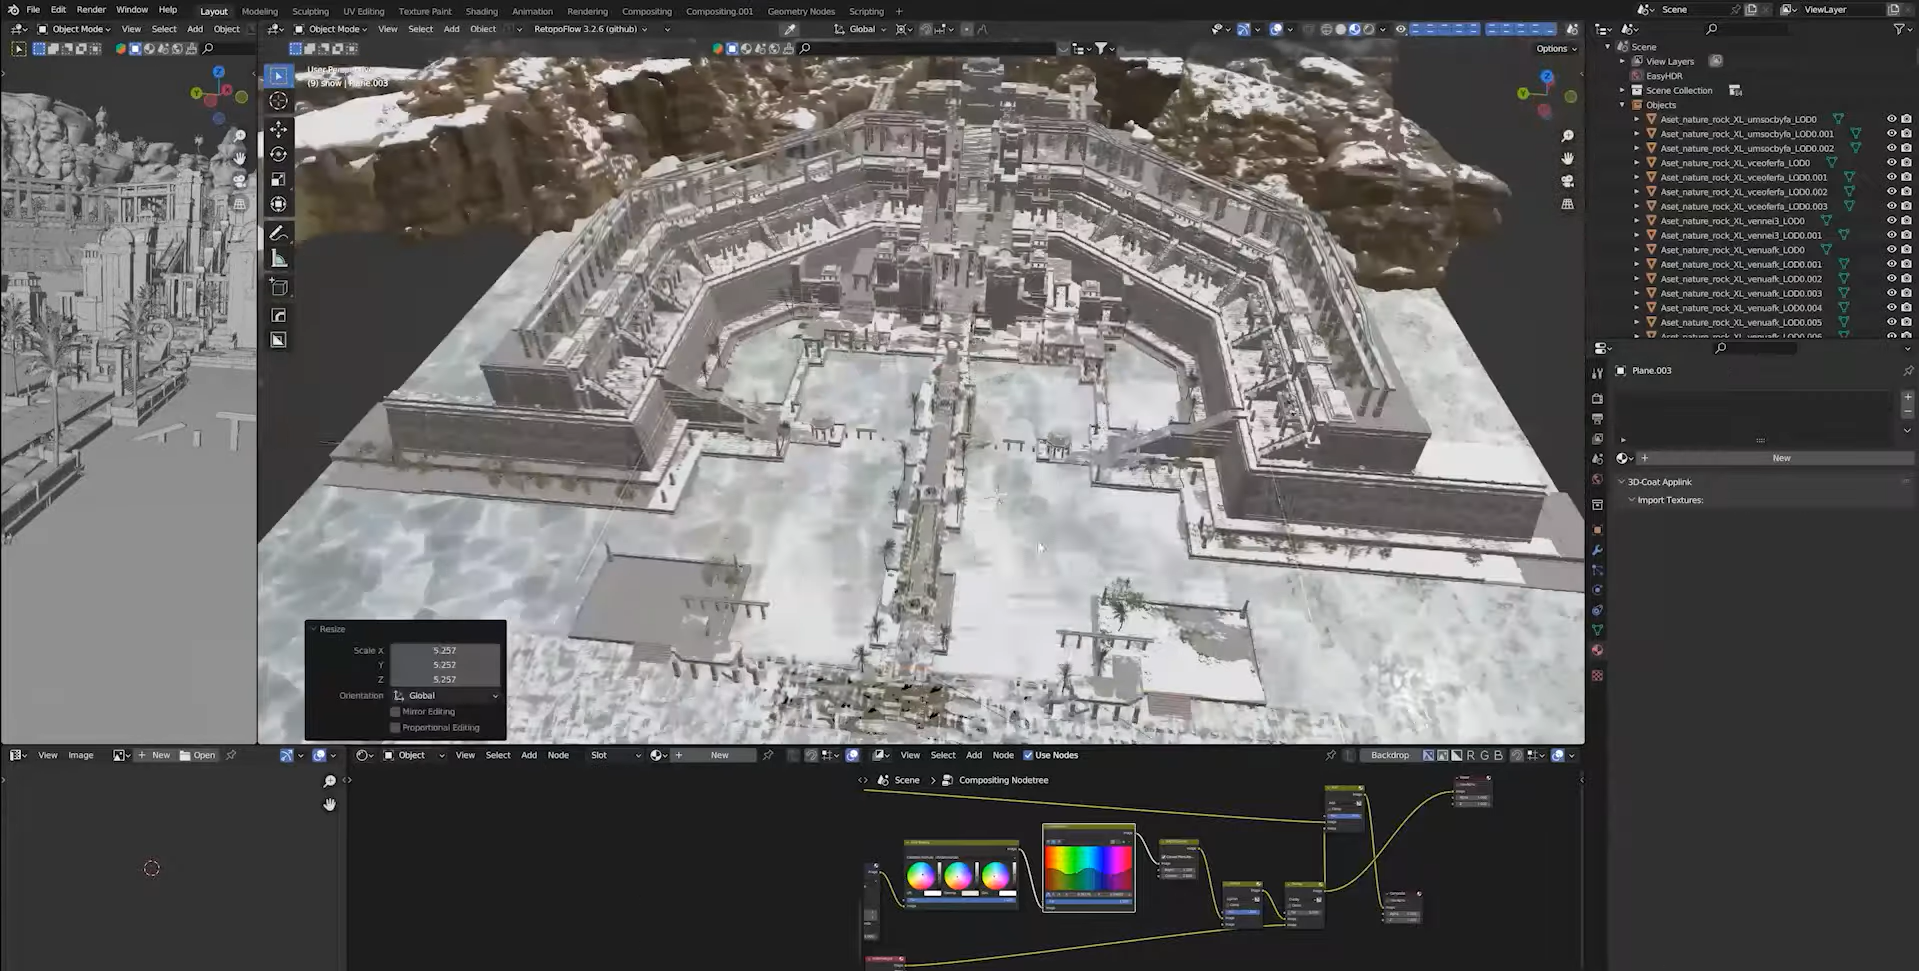 File Edit Render Window Help Layout Modeling Sculpting UV Editing Texture Paint Shading Animation Rendering Compositing Compositing.001 Geometry Nodes Scripting + Scene ViewLayer
Object Mode View Select Add Object
Object Mode View Select Add Object RetopoFlow 3.2.6 (github) Global
Options
(9) snow | Plane.003
Scene
View Layers
EasyHDR
Scene Collection
Objects
Aset_nature_rock_XL_umsocbyfa_LOD0
Aset_nature_rock_XL_umsocbyfa_LOD0.001
Aset_nature_rock_XL_umsocbyfa_LOD0.002
Aset_nature_rock_XL_vceoferfa_LOD0
Aset_nature_rock_XL_vceoferfa_LOD0.001
Aset_nature_rock_XL_vceoferfa_LOD0.002
Aset_nature_rock_XL_vceoferfa_LOD0.003
Aset_nature_rock_XL_vennei3_LOD0
Aset_nature_rock_XL_vennei3_LOD0.001
Aset_nature_rock_XL_venuafk_LOD0
Aset_nature_rock_XL_venuafk_LOD0.001
Aset_nature_rock_XL_venuafk_LOD0.002
Aset_nature_rock_XL_venuafk_LOD0.003
Aset_nature_rock_XL_venuafk_LOD0.004
Aset_nature_rock_XL_venuafk_LOD0.005
Plane.003
+ New
3D-Coat Applink
Import Textures:
Resize
Scale X 5.257
Y 5.257
Z 5.257
Orientation Global
Mirror Editing
Proportional Editing
View Image + New Open
Object View Select Add Node Slot + New
View Select Add Node Use Nodes Backdrop R G B
Scene > Compositing Nodetree